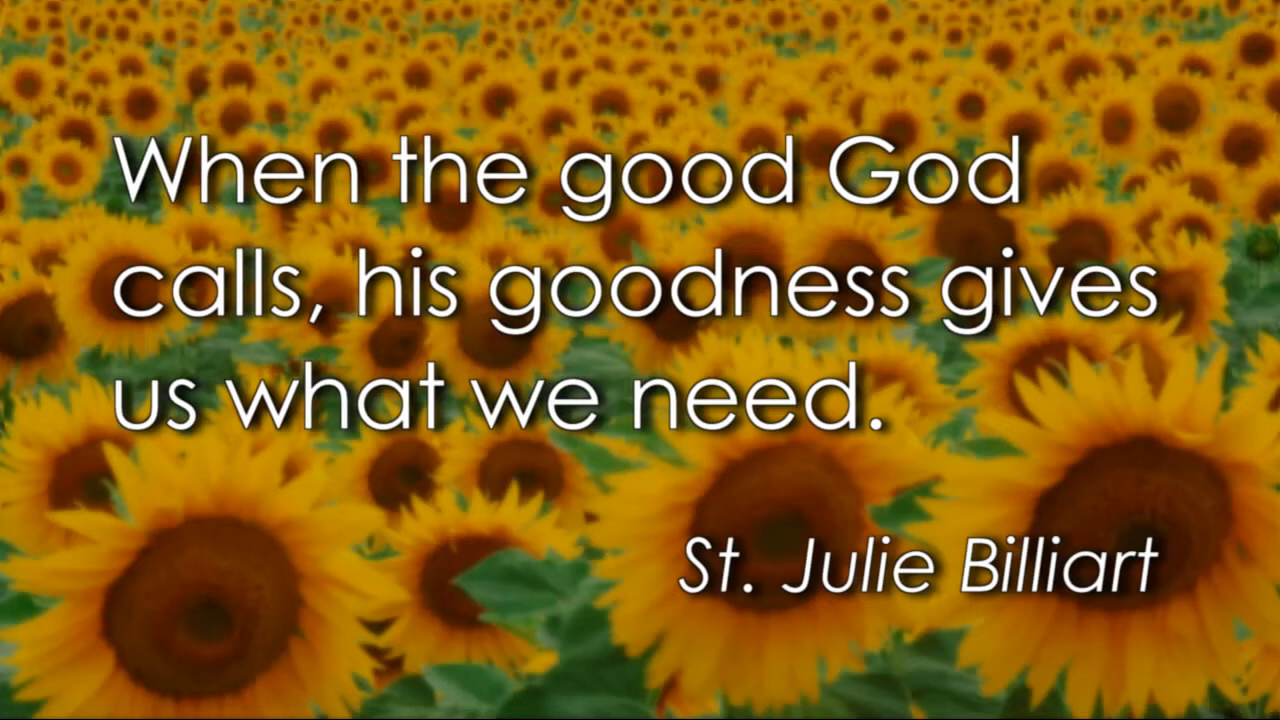 When the good God
calls, his goodness gives
us what we need.
St. Julie Billiart